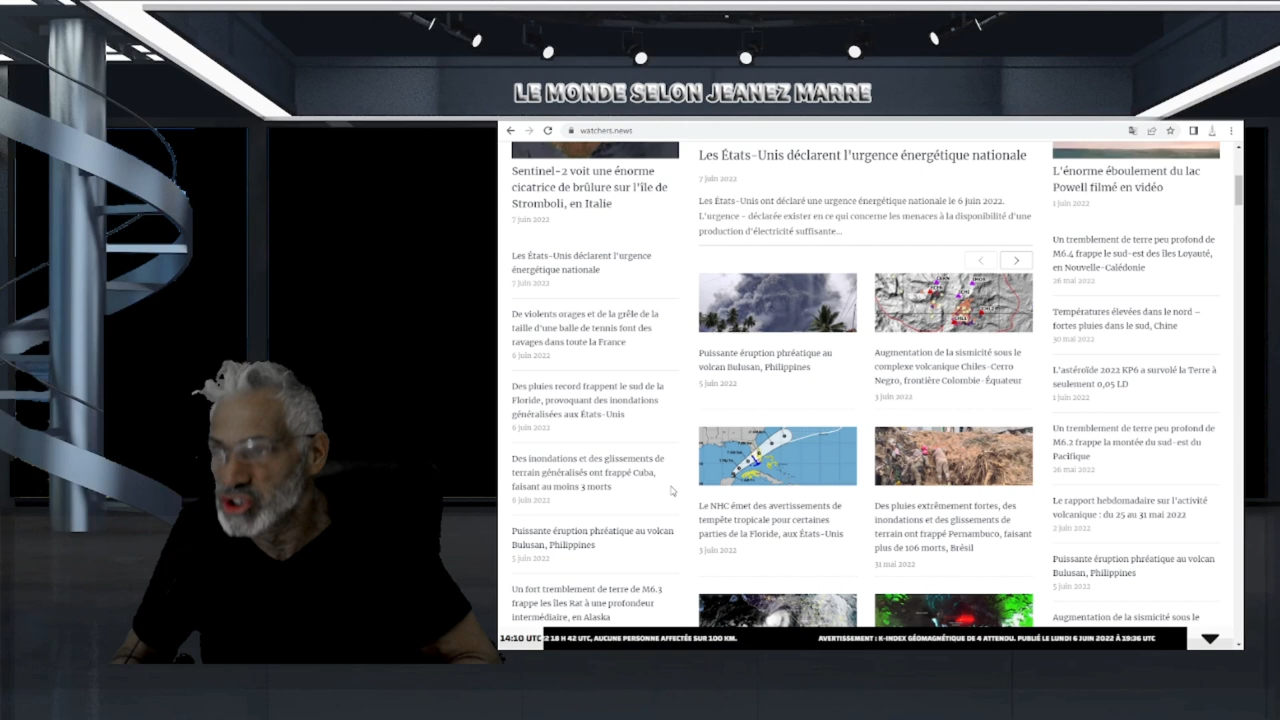 LE MONDE SELON JEANEZ MARRE
watchers.news
Sentinel-2 voit une énorme
cicatrice de brûlure sur l'île de
Stromboli, en Italie
7 juin 2022
Les États-Unis déclarent l'urgence
énergétique nationale
7 juin 2022
De violents orages et de la grêle de la
taille d'une balle de tennis font des
ravages dans toute la France
6 juin 2022
Des pluies record frappent le sud de la
Floride, provoquant des inondations
généralisées aux États-Unis
6 juin 2022
Des inondations et des glissements de
terrain généralisés ont frappé Cuba,
faisant au moins 3 morts
6 juin 2022
Puissante éruption phréatique au volcan
Bulusan, Philippines
5 juin 2022
Un fort tremblement de terre de M6.3
frappe les îles Rat à une profondeur
intermédiaire, en Alaska
Les États-Unis déclarent l'urgence énergétique nationale
7 juin 2022
Les États-Unis ont déclaré une urgence énergétique nationale le 6 juin 2022.
L'urgence - déclarée exister en ce qui concerne les menaces à la disponibilité d'une
production d'électricité suffisante...
Puissante éruption phréatique au
volcan Bulusan, Philippines
5 juin 2022
Augmentation de la sismicité sous le
complexe volcanique Chiles-Cerro
Negro, frontière Colombie-Équateur
3 juin 2022
Le NHC émet des avertissements de
tempête tropicale pour certaines
parties de la Floride, aux États-Unis
3 juin 2022
Des pluies extrêmement fortes, des
inondations et des glissements de
terrain ont frappé Pernambuco, faisant
plus de 106 morts, Brésil
31 mai 2022
L'énorme éboulement du lac
Powell filmé en vidéo
1 juin 2022
Un tremblement de terre peu profond de
M6.4 frappe le sud-est des îles Loyauté,
en Nouvelle-Calédonie
26 mai 2022
Températures élevées dans le nord –
fortes pluies dans le sud, Chine
30 mai 2022
L'astéroïde 2022 KP6 a survolé la Terre à
seulement 0,05 LD
1 juin 2022
Un tremblement de terre peu profond de
M6.2 frappe la montée du sud-est du
Pacifique
26 mai 2022
Le rapport hebdomadaire sur l'activité
volcanique : du 25 au 31 mai 2022
2 juin 2022
Puissante éruption phréatique au volcan
Bulusan, Philippines
5 juin 2022
Augmentation de la sismicité sous le
14:10 UTC
2 18 H 42 UTC, AUCUNE PERSONNE AFFECTÉE SUR 100 KM.
AVERTISSEMENT : K-INDEX GÉOMAGNÉTIQUE DE 4 ATTENDU. PUBLIÉ LE LUNDI 6 JUIN 2022 À 19:36 UTC